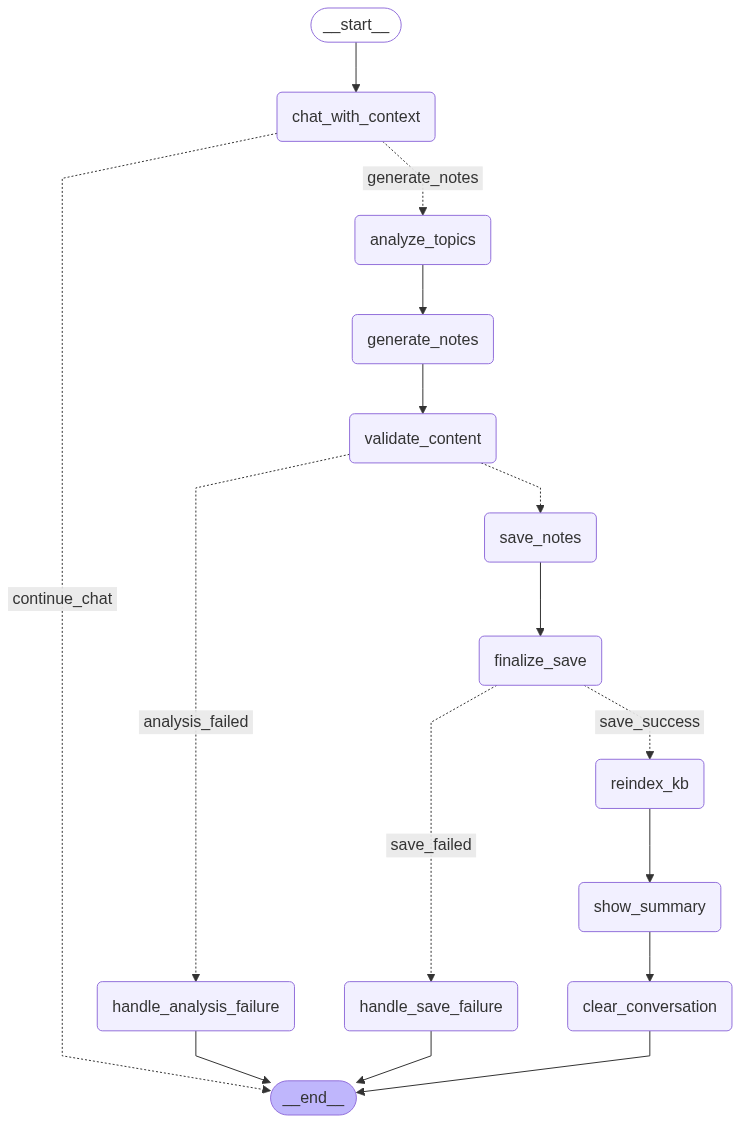 __start__
chat_with_context
generate_notes
analyze_topics
generate_notes
validate_content
save_notes
continue_chat
finalize_save
analysis_failed
save_success
reindex_kb
save_failed
show_summary
handle_analysis_failure
handle_save_failure
clear_conversation
__end__